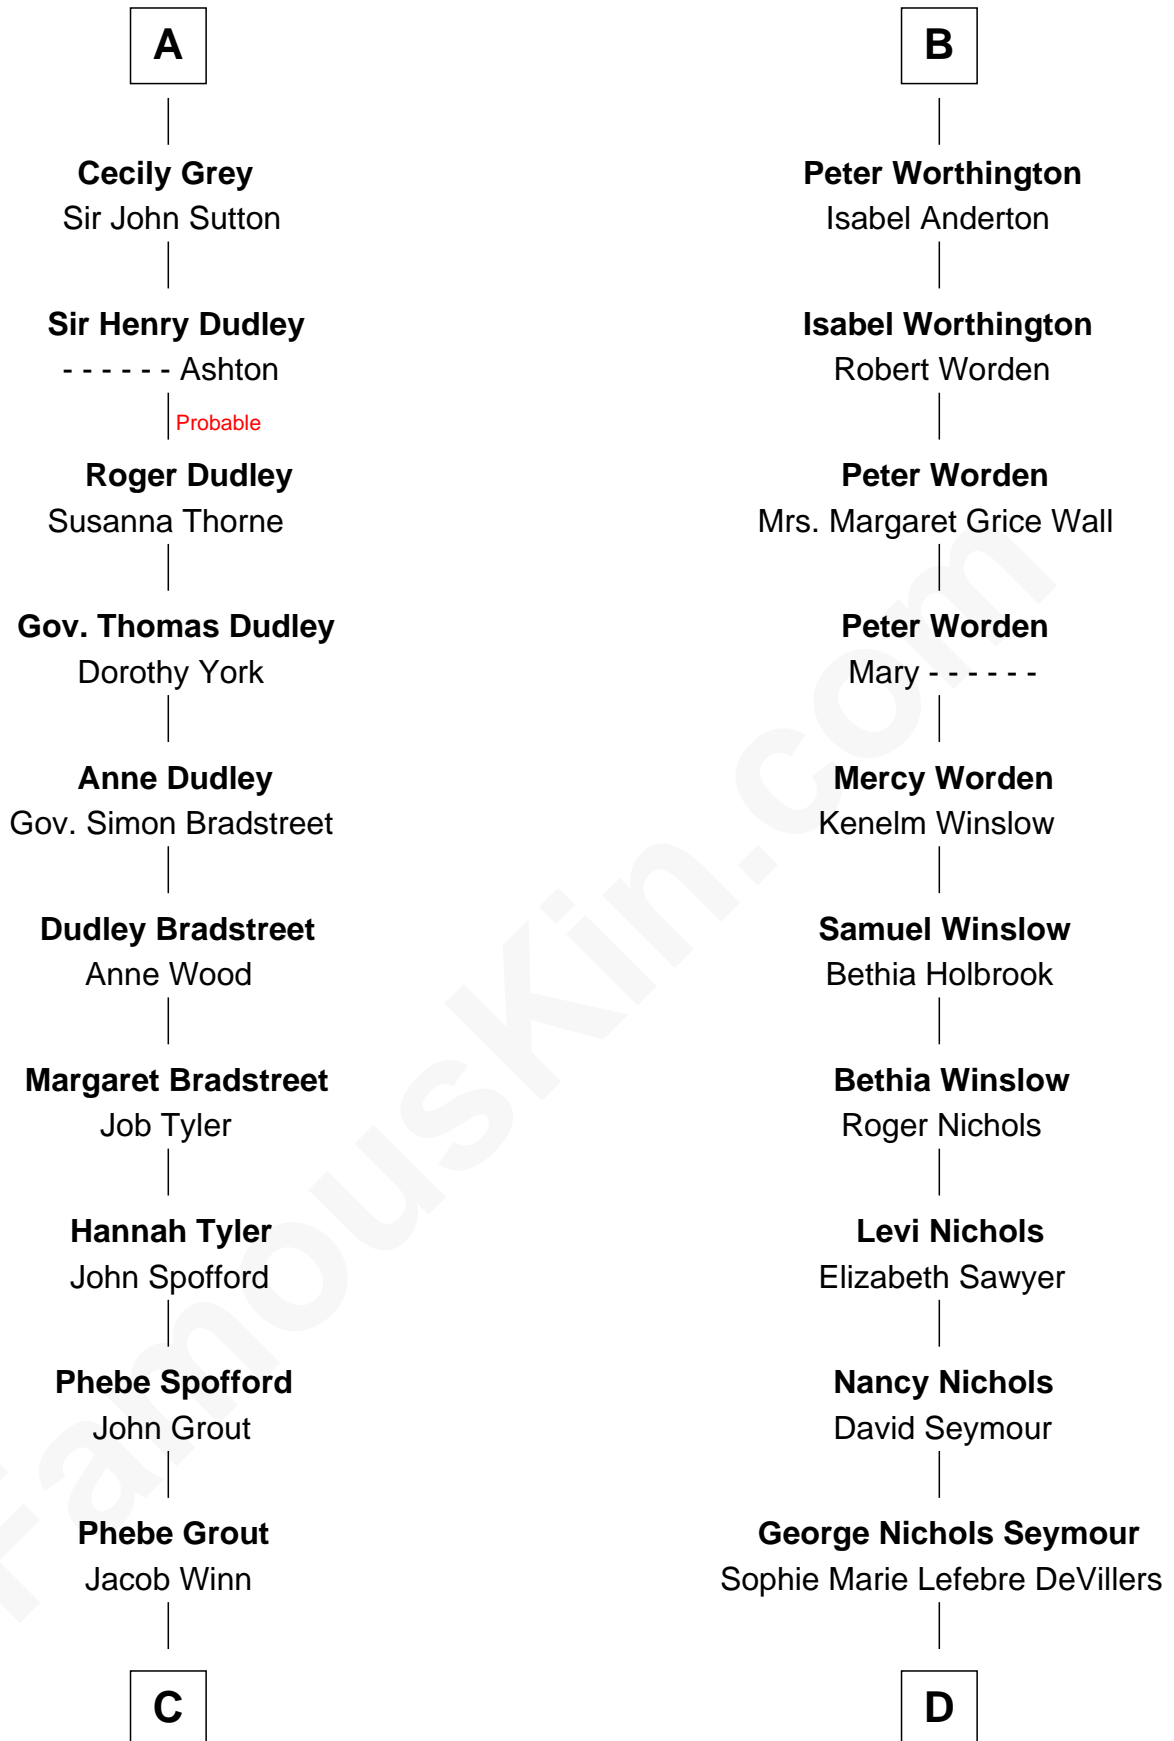 A
Cecily Grey
Sir John Sutton
Sir Henry Dudley
- - - - - - Ashton
Probable
Roger Dudley
Susanna Thorne
Gov. Thomas Dudley
Dorothy York
Anne Dudley
Gov. Simon Bradstreet
Dudley Bradstreet
Anne Wood
Margaret Bradstreet
Job Tyler
Hannah Tyler
John Spofford
Phebe Spofford
John Grout
Phebe Grout
Jacob Winn
C
B
Peter Worthington
Isabel Anderton
Isabel Worthington
Robert Worden
Peter Worden
Mrs. Margaret Grice Wall
Peter Worden
Mary - - - - - -
Mercy Worden
Kenelm Winslow
Samuel Winslow
Bethia Holbrook
Bethia Winslow
Roger Nichols
Levi Nichols
Elizabeth Sawyer
Nancy Nichols
David Seymour
George Nichols Seymour
Sophie Marie Lefebre DeVillers
D
FamousKin.com